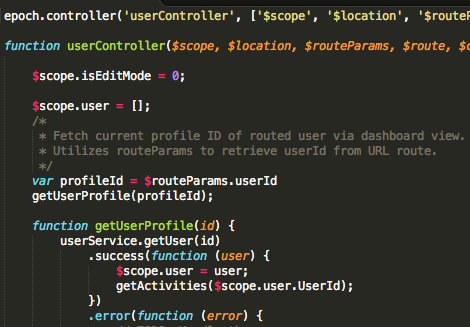 epoch.controller('userController', ['$scope', '$location', '$routeP
function userController($scope, $location, $routeParams, $route, $co
$scope.isEditMode = 0;
$scope.user = [];
/*
* Fetch current profile ID of routed user via dashboard view.
* Utilizes routeParams to retrieve userId from URL route.
*/
var profileId = $routeParams.userId
getUserProfile(profileId);
function getUserProfile(id) {
userService.getUser(id)
.success(function (user) {
$scope.user = user;
getActivities($scope.user.UserId);
})
.error(function (error) {